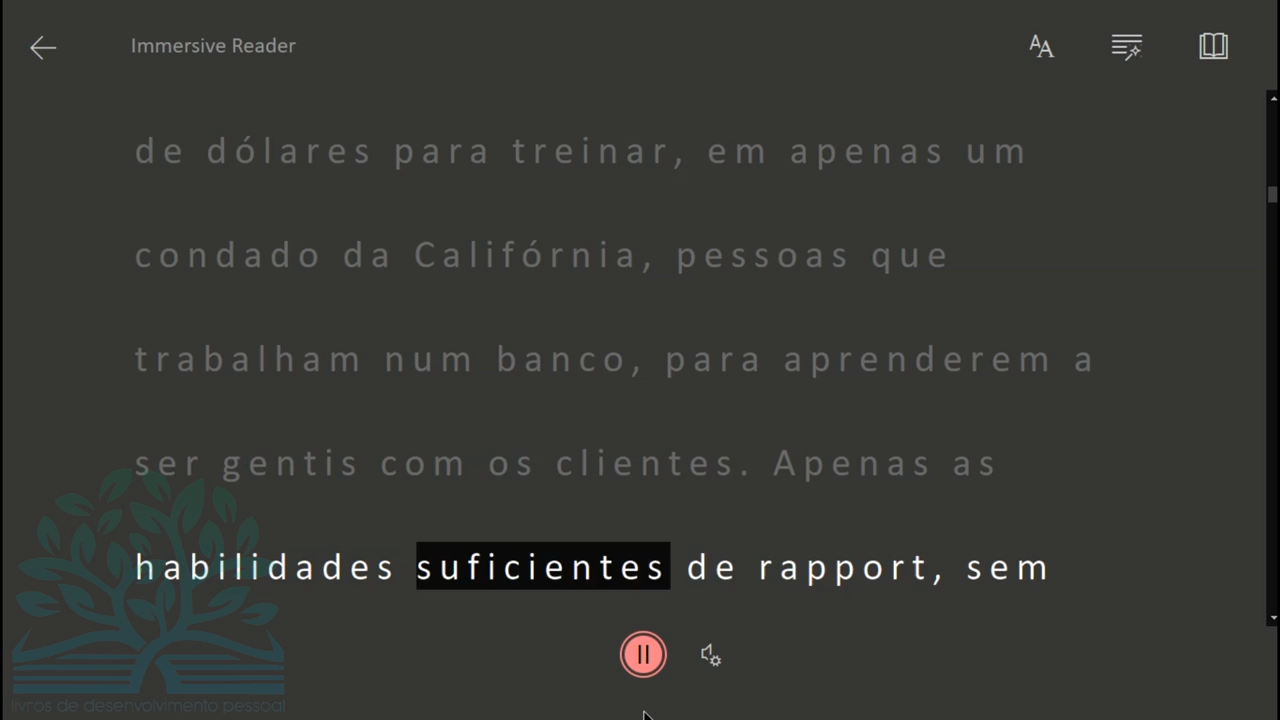 Immersive Reader
de dólares para treinar, em apenas um
condado da Califórnia, pessoas que
trabalham num banco, para aprenderem a
ser gentis com os clientes. Apenas as
habilidades suficientes de rapport, sem
livros de desenvolvimento pessoal